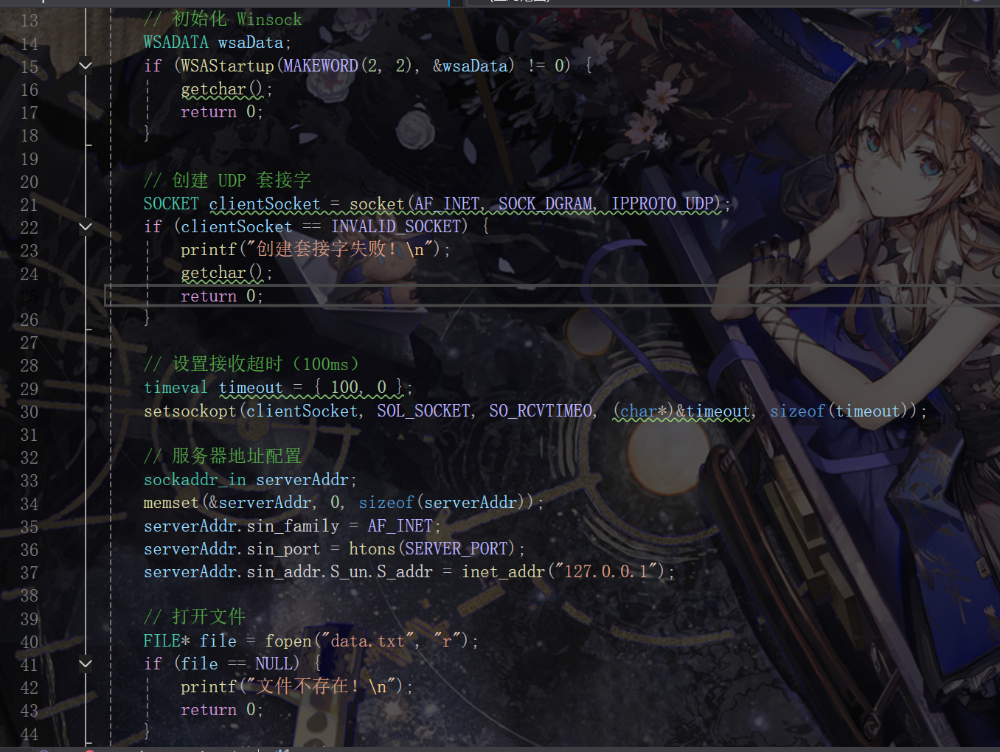 13 // 初始化 Winsock
14 WSADATA wsaData;
15 if (WSAStartup(MAKEWORD(2, 2), &wsaData) != 0) {
16 getchar();
17 return 0;
18 }
19
20 // 创建 UDP 套接字
21 SOCKET clientSocket = socket(AF_INET, SOCK_DGRAM, IPPROTO_UDP);
22 if (clientSocket == INVALID_SOCKET) {
23 printf("创建套接字失败！\n");
24 getchar();
25 return 0;
26 }
27
28 // 设置接收超时（100ms）
29 timeval timeout = { 100, 0 };
30 setsockopt(clientSocket, SOL_SOCKET, SO_RCVTIMEO, (char*)&timeout, sizeof(timeout));
31
32 // 服务器地址配置
33 sockaddr_in serverAddr;
34 memset(&serverAddr, 0, sizeof(serverAddr));
35 serverAddr.sin_family = AF_INET;
36 serverAddr.sin_port = htons(SERVER_PORT);
37 serverAddr.sin_addr.S_un.S_addr = inet_addr("127.0.0.1");
38
39 // 打开文件
40 FILE* file = fopen("data.txt", "r");
41 if (file == NULL) {
42 printf("文件不存在！\n");
43 return 0;
44 }